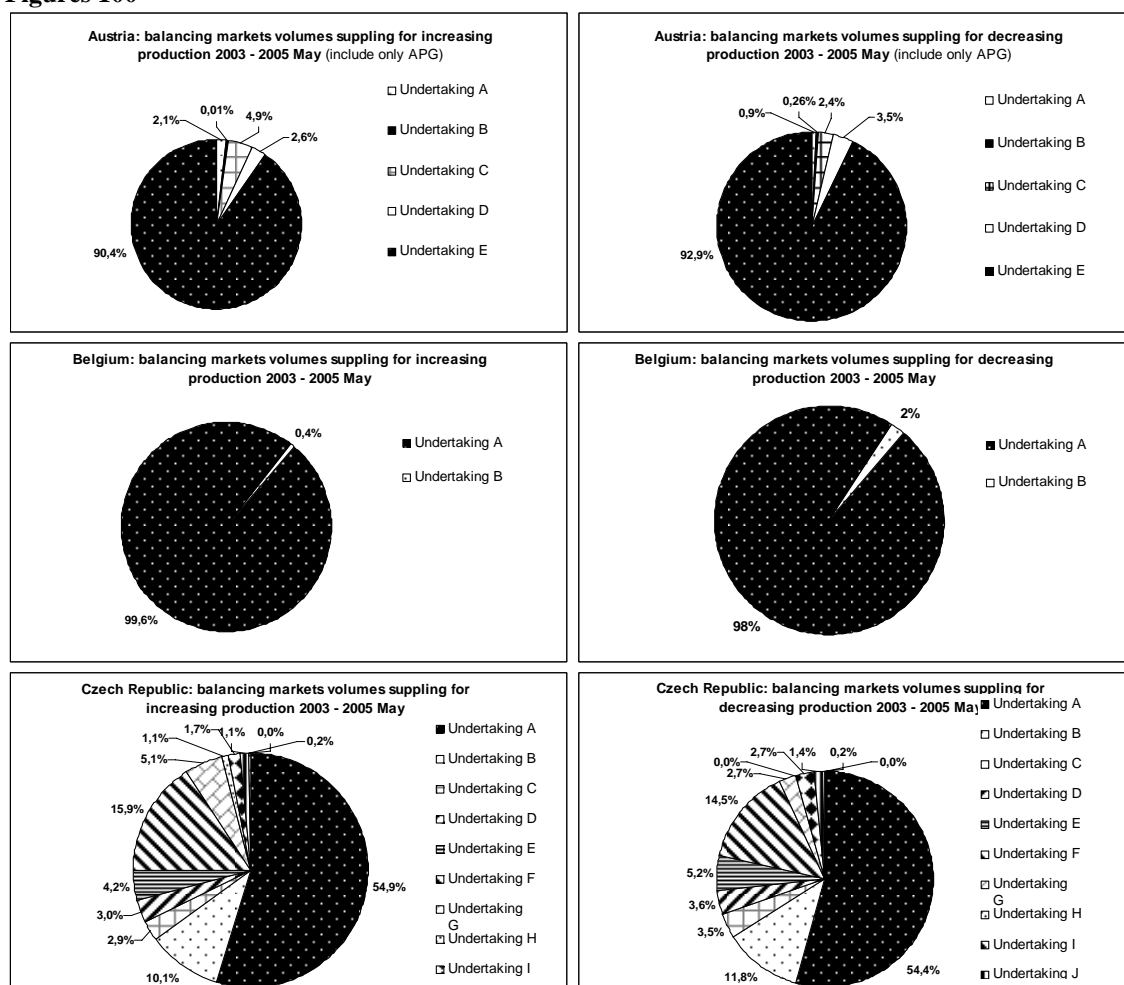 Figures 100
Austria: balancing markets volumes suppling for increasing
production 2003 - 2005 May (include only APG)
2,1%
0,01%
4,9%
2,6%
90,4%
Undertaking A
Undertaking B
Undertaking C
Undertaking D
Undertaking E
Austria: balancing markets volumes suppling for decreasing
production 2003 - 2005 May (include only APG)
0,9%
0,26%
2,4%
3,5%
92,9%
Undertaking A
Undertaking B
Undertaking C
Undertaking D
Undertaking E
Belgium: balancing markets volumes suppling for increasing
production 2003 - 2005 May
0,4%
99,6%
Undertaking A
Undertaking B
Belgium: balancing markets volumes suppling for decreasing
production 2003 - 2005 May
2%
98%
Undertaking A
Undertaking B
Czech Republic: balancing markets volumes suppling for
increasing production 2003 - 2005 May
1,7%
1,1%
0,0%
0,2%
1,1%
5,1%
15,9%
4,2%
3,0%
2,9%
10,1%
54,9%
Undertaking A
Undertaking B
Undertaking C
Undertaking D
Undertaking E
Undertaking F
Undertaking
G
Undertaking H
Undertaking I
Czech Republic: balancing markets volumes suppling for
decreasing production 2003 - 2005 May
2,7%
1,4%
0,2%
0,0%
0,0%
2,7%
14,5%
5,2%
3,6%
3,5%
11,8%
54,4%
Undertaking A
Undertaking B
Undertaking C
Undertaking D
Undertaking E
Undertaking F
Undertaking
G
Undertaking H
Undertaking I
Undertaking J